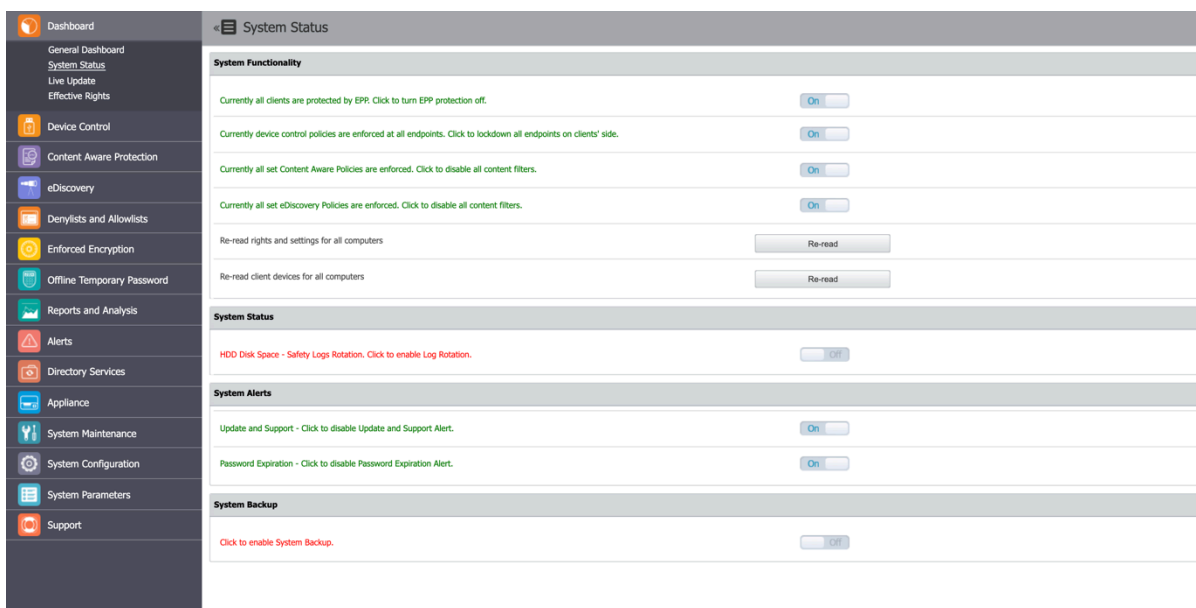 Dashboard
General Dashboard
System Status
Live Update
Effective Rights
Device Control
Content Aware Protection
eDiscovery
Denylists and Allowlists
Enforced Encryption
Offline Temporary Password
Reports and Analysis
Alerts
Directory Services
Appliance
System Maintenance
System Configuration
System Parameters
Support
« System Status
System Functionality
Currently all clients are protected by EPP. Click to turn EPP protection off. On
Currently device control policies are enforced at all endpoints. Click to lockdown all endpoints on clients' side. On
Currently all set Content Aware Policies are enforced. Click to disable all content filters. On
Currently all set eDiscovery Policies are enforced. Click to disable all content filters. On
Re-read rights and settings for all computers Re-read
Re-read client devices for all computers Re-read
System Status
HDD Disk Space - Safety Logs Rotation. Click to enable Log Rotation. Off
System Alerts
Update and Support - Click to disable Update and Support Alert. On
Password Expiration - Click to disable Password Expiration Alert. On
System Backup
Click to enable System Backup. Off